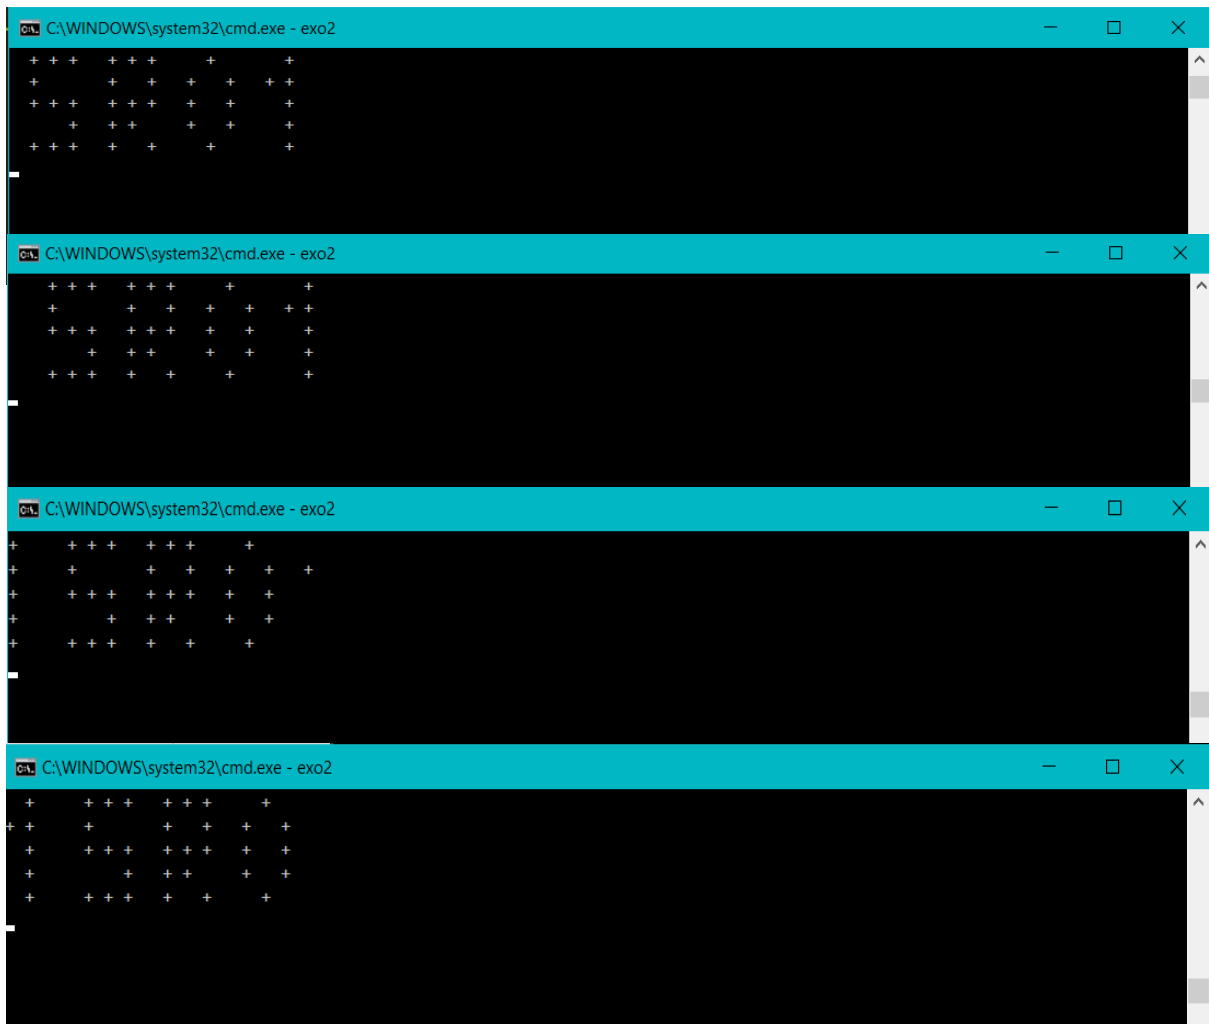 C:\WINDOWS\system32\cmd.exe - exo2
  + + +   + + +     +       +
  +       +   +   +   +   + +
  + + +   + + +   +   +     +
      +   + +     +   +     +
  + + +   +   +     +       +
C:\WINDOWS\system32\cmd.exe - exo2
    + + +   + + +     +       +
    +       +   +   +   +   + +
    + + +   + + +   +   +     +
        +   + +     +   +     +
    + + +   +   +     +       +
C:\WINDOWS\system32\cmd.exe - exo2
+     + + +   + + +     +
+     +       +   +   +   +   +
+     + + +   + + +   +   +
+         +   + +     +   +
+     + + +   +   +     +
C:\WINDOWS\system32\cmd.exe - exo2
  +     + + +   + + +     +
+ +     +       +   +   +   +
  +     + + +   + + +   +   +
  +         +   + +     +   +
  +     + + +   +   +     +